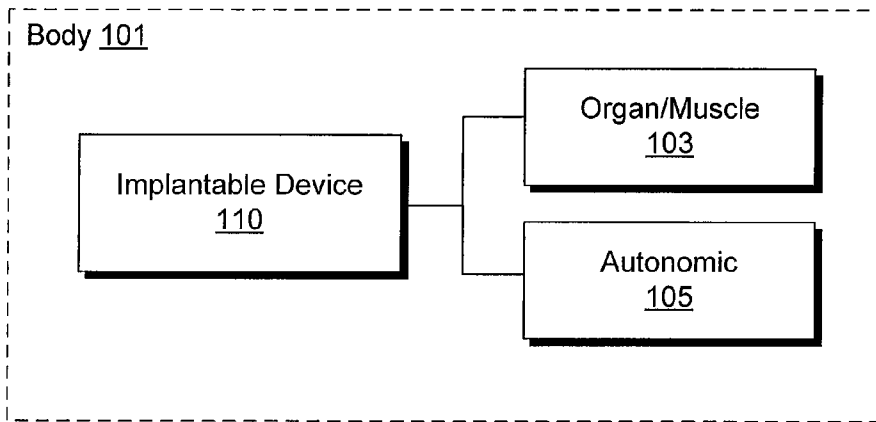 Body 101
Organ/Muscle
103
Implantable Device
110
Autonomic
105